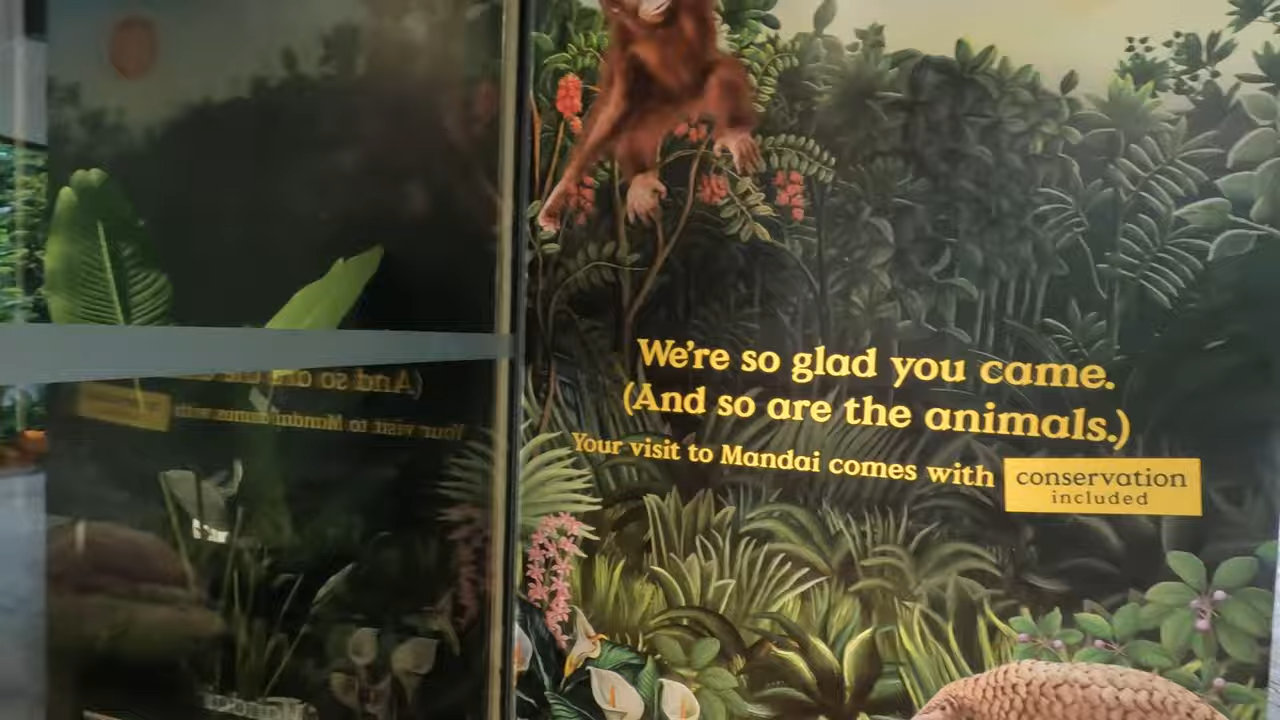 We're so glad you came.
(And so are the animals.)
Your visit to Mandai comes with conservation
included